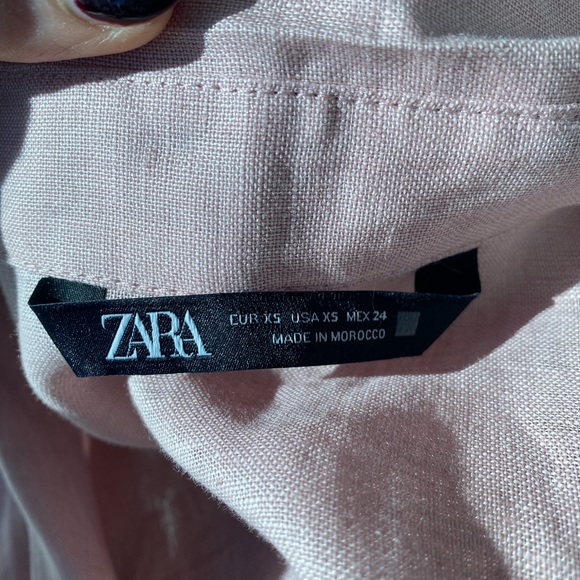 ZARA
EUR XS USA XS MEX 24
MADE IN MOROCCO